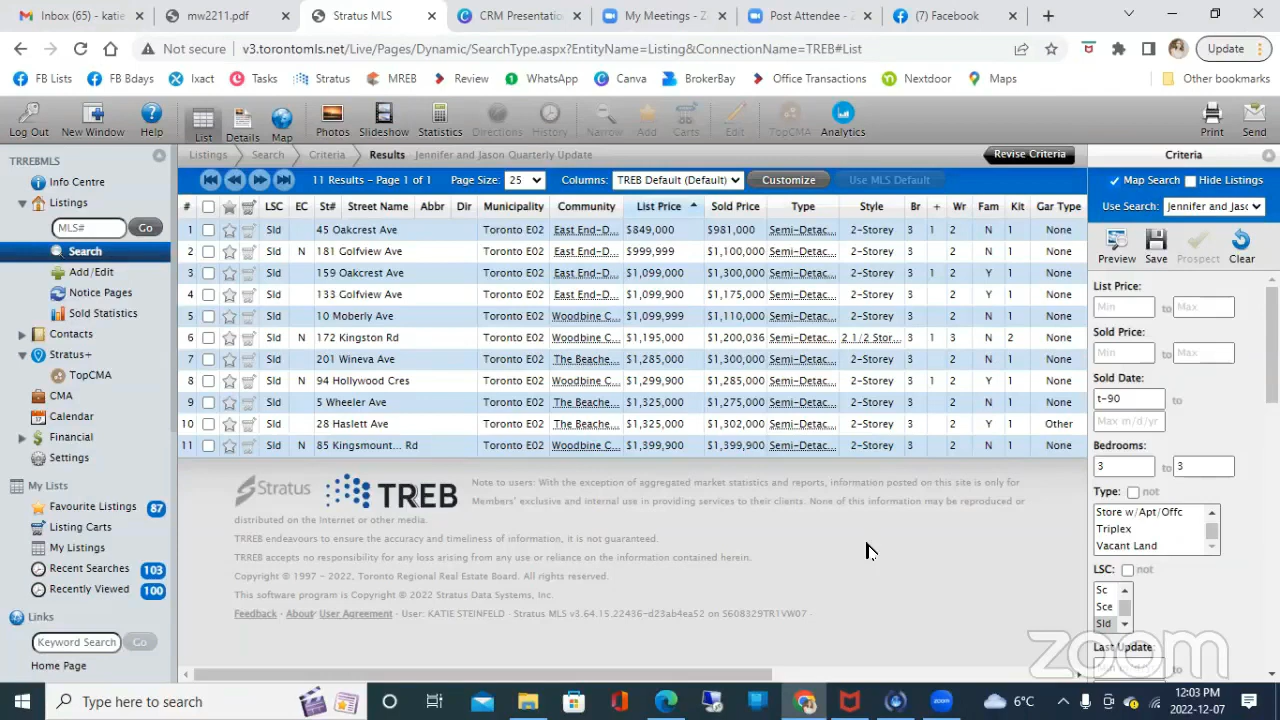 Inbox (65) - katie
mw2211.pdf
Stratus MLS
CRM Presentatio
My Meetings - Z
Post Attendee - Zo
(7) Facebook
Not secure
v3.torontomls.net/Live/Pages/Dynamic/SearchType.aspx?EntityName=Listing&ConnectionName=TREB#List
Update
FB Lists
FB Bdays
Ixact
Tasks
Stratus
MREB
Review
WhatsApp
Canva
BrokerBay
Office Transactions
Nextdoor
Maps
Other bookmarks
Log Out
New Window
Help
List
Details
Map
Photos
Slideshow
Statistics
Directions
History
Narrow
Add
Carts
Edit
TopCMA
Analytics
Print
Send
TRREBMLS
Info Centre
Listings
MLS# Go
Search
Add/Edit
Notice Pages
Sold Statistics
Contacts
Stratus+
TopCMA
CMA
Calendar
Financial
Settings
My Lists
Favourite Listings 87
Listing Carts
My Listings
Recent Searches 103
Recently Viewed 100
Links
Keyword Search Go
Home Page
Listings Search Criteria Results Jennifer and Jason Quarterly Update Revise Criteria
11 Results - Page 1 of 1 Page Size: 25 Columns: TREB Default (Default) Customize Use MLS Default
# LSC EC St# Street Name Abbr Dir Municipality Community List Price Sold Price Type Style Br + Wr Fam Kit Gar Type
1 Sld 45 Oakcrest Ave Toronto E02 East End-D... $849,000 $981,000 Semi-Detac... 2-Storey 3 1 2 N 1 None
2 Sld N 181 Golfview Ave Toronto E02 East End-D... $999,999 $1,100,000 Semi-Detac... 2-Storey 3 2 N 1 None
3 Sld 159 Oakcrest Ave Toronto E02 East End-D... $1,099,000 $1,300,000 Semi-Detac... 2-Storey 3 1 2 Y 1 None
4 Sld 133 Golfview Ave Toronto E02 East End-D... $1,099,900 $1,175,000 Semi-Detac... 2-Storey 3 2 Y 1 None
5 Sld 10 Moberly Ave Toronto E02 Woodbine C... $1,099,999 $1,110,000 Semi-Detac... 2-Storey 3 2 N 1 None
6 Sld N 172 Kingston Rd Toronto E02 Woodbine C... $1,195,000 $1,200,036 Semi-Detac... 2 1/2 Stor... 3 1 3 N 2 None
7 Sld 201 Wineva Ave Toronto E02 The Beache... $1,285,000 $1,300,000 Semi-Detac... 2-Storey 3 2 N 1 None
8 Sld N 94 Hollywood Cres Toronto E02 Woodbine C... $1,299,900 $1,285,000 Semi-Detac... 2-Storey 3 1 2 Y 1 None
9 Sld 5 Wheeler Ave Toronto E02 The Beache... $1,325,000 $1,275,000 Semi-Detac... 2-Storey 3 2 N 1 None
10 Sld 28 Haslett Ave Toronto E02 The Beache... $1,325,000 $1,302,000 Semi-Detac... 2-Storey 3 2 Y 1 Other
11 Sld N 85 Kingsmount... Rd Toronto E02 Woodbine C... $1,399,900 $1,399,900 Semi-Detac... 2-Storey 3 2 N 1 None
Stratus TREB
Note to users: With the exception of aggregated market statistics and reports, information posted on this site is only for
Members' exclusive and internal use in providing services to their clients. None of this information may be reproduced or
distributed on the Internet or other media.
TRREB endeavours to ensure the accuracy and timeliness of information, it is not guaranteed.
TRREB accepts no responsibility for any loss arising from any use or reliance on the information contained herein.
Copyright © 1997 - 2022, Toronto Regional Real Estate Board. All rights reserved.
This software program is Copyright © 2022 Stratus Data Systems, Inc.
Feedback · About · User Agreement · User: KATIE STEINFELD · Stratus MLS v3.64.15.22436-d23ab4ea52 on S608329TR1VW07
Criteria
Map Search Hide Listings
Use Search: Jennifer and Jaso
Preview
Save
Prospect
Clear
List Price:
Min to Max
Sold Price:
Min to Max
Sold Date:
t-90 to
Max m/d/yr
Bedrooms:
3 to 3
Type: not
Store w/Apt/Offc
Triplex
Vacant Land
LSC: not
Sc
Sce
Sld
Last Update:
to
zoom
Type here to search
zoom
6°C
12:03 PM
2022-12-07